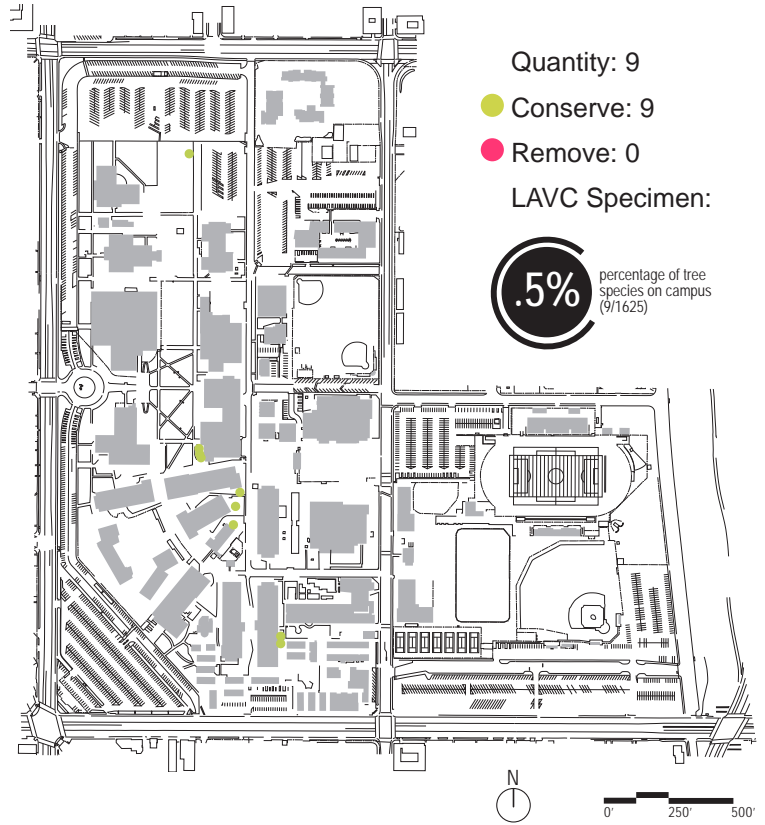 Quantity: 9
Conserve: 9
Remove: 0
LAVC Specimen:
.5%
percentage of tree
species on campus
(9/1625)
N
0' 250' 500'